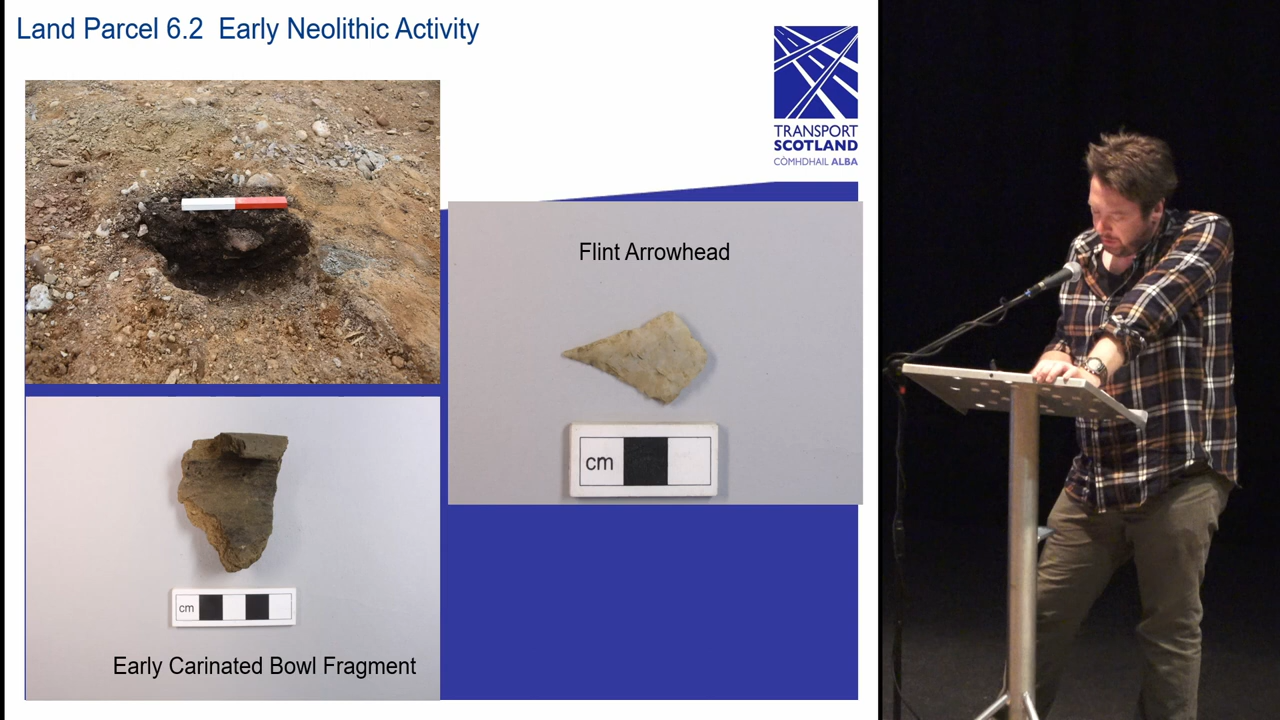 Land Parcel 6.2 Early Neolithic Activity
TRANSPORT
SCOTLAND
CÒMHDHAIL ALBA
Flint Arrowhead
cm
cm
Early Carinated Bowl Fragment